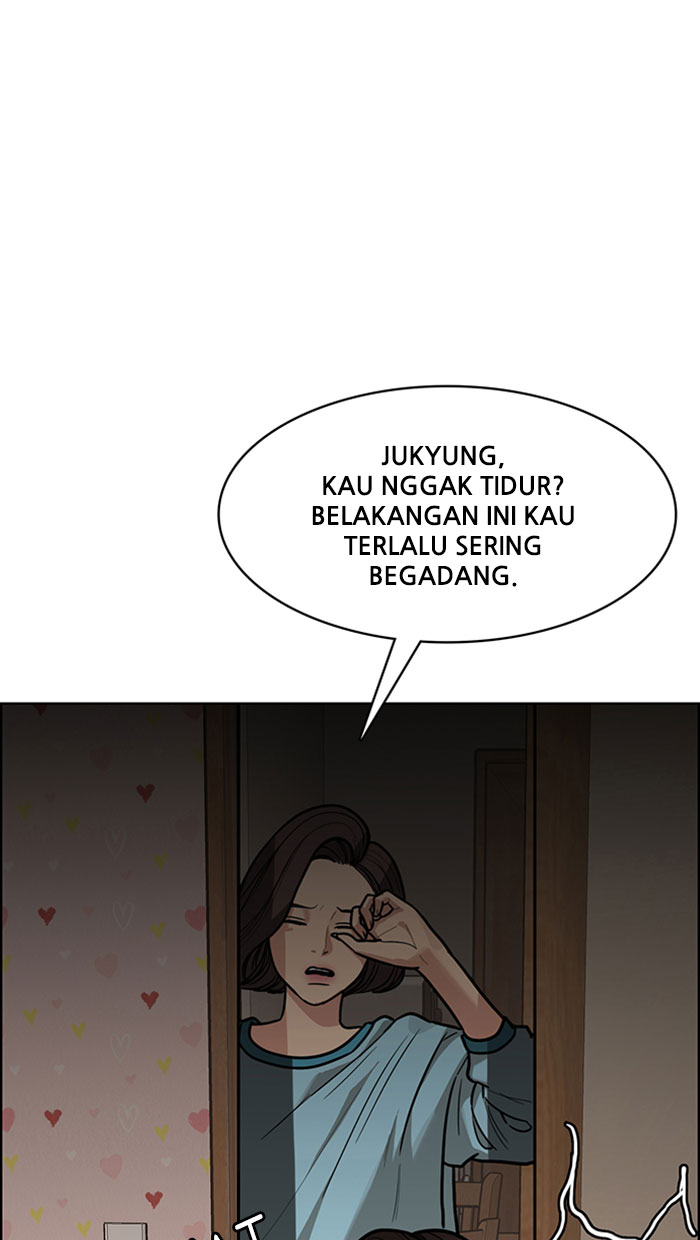 JUKYUNG,
KAU NGGAK TIDUR?
BELAKANGAN INI KAU
TERLALU SERING
BEGADANG.